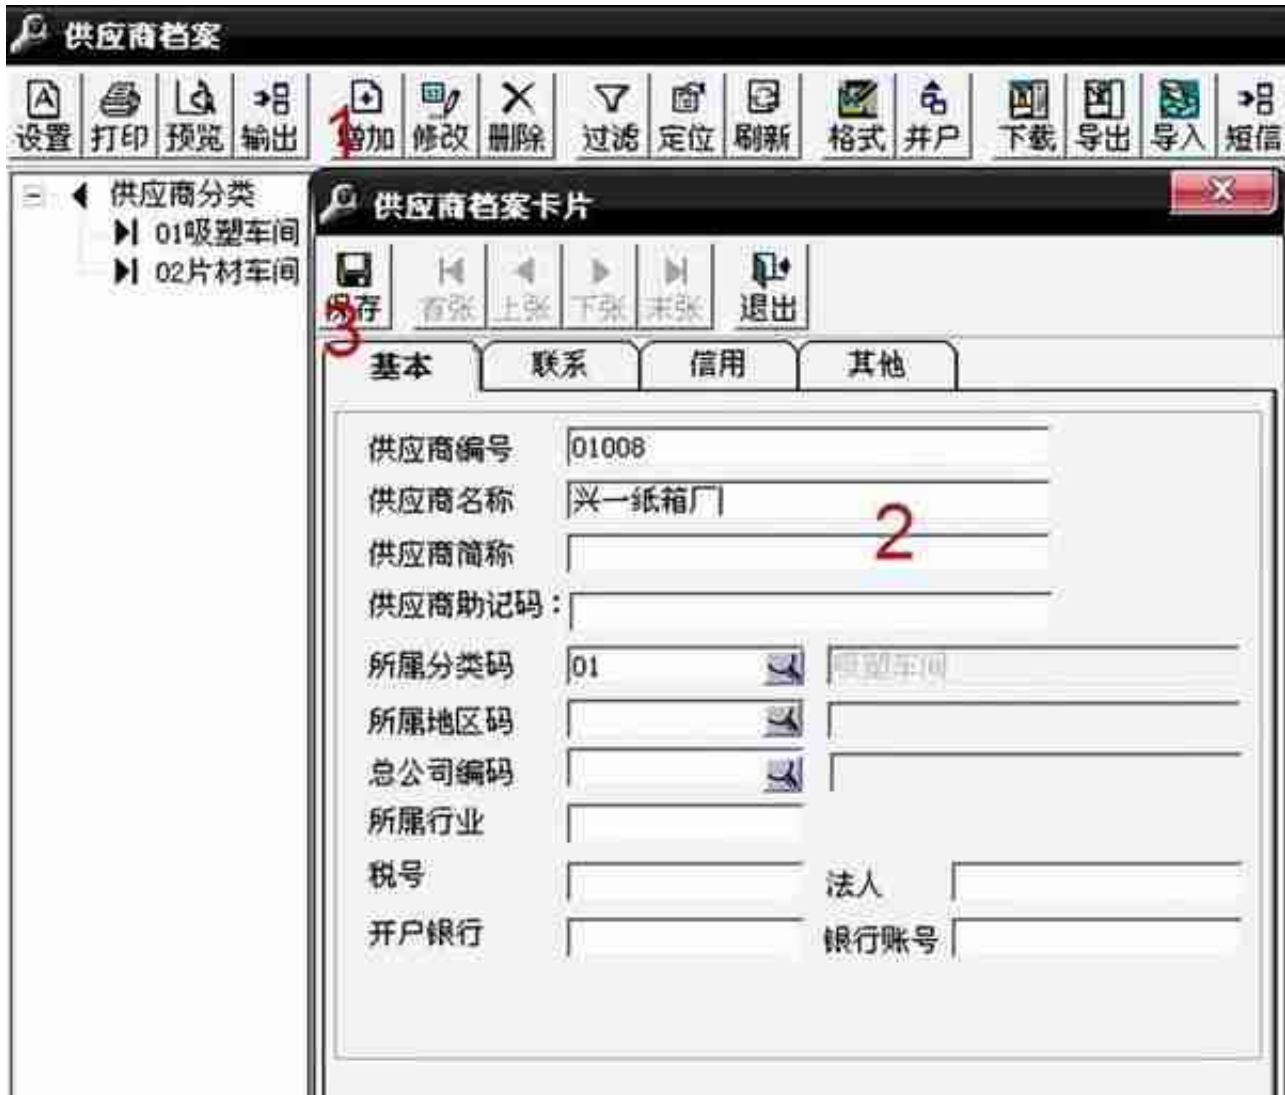 供应商档案
设置 打印 预览 输出 增加 修改 删除 过滤 定位 刷新 格式 并户 下载 导出 导入 短信
1
供应商分类
01吸塑车间
02片材车间
供应商档案卡片
保存 首张 上张 下张 末张 退出
3
基本 联系 信用 其他
供应商编号 01008
供应商名称 兴一纸箱厂
2
供应商简称
供应商助记码：
所属分类码 01 吸塑车间
所属地区码
总公司编码
所属行业
税号 法人
开户银行 银行账号